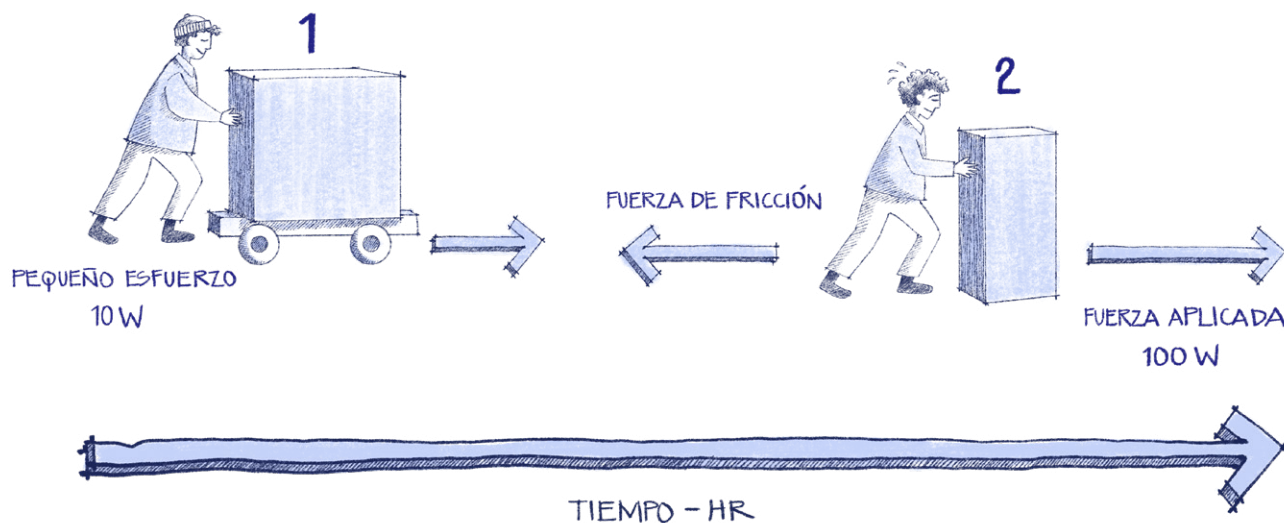 1
2
FUERZA DE FRICCIÓN
PEQUEÑO ESFUERZO
10 W
FUERZA APLICADA
100 W
TIEMPO - HR